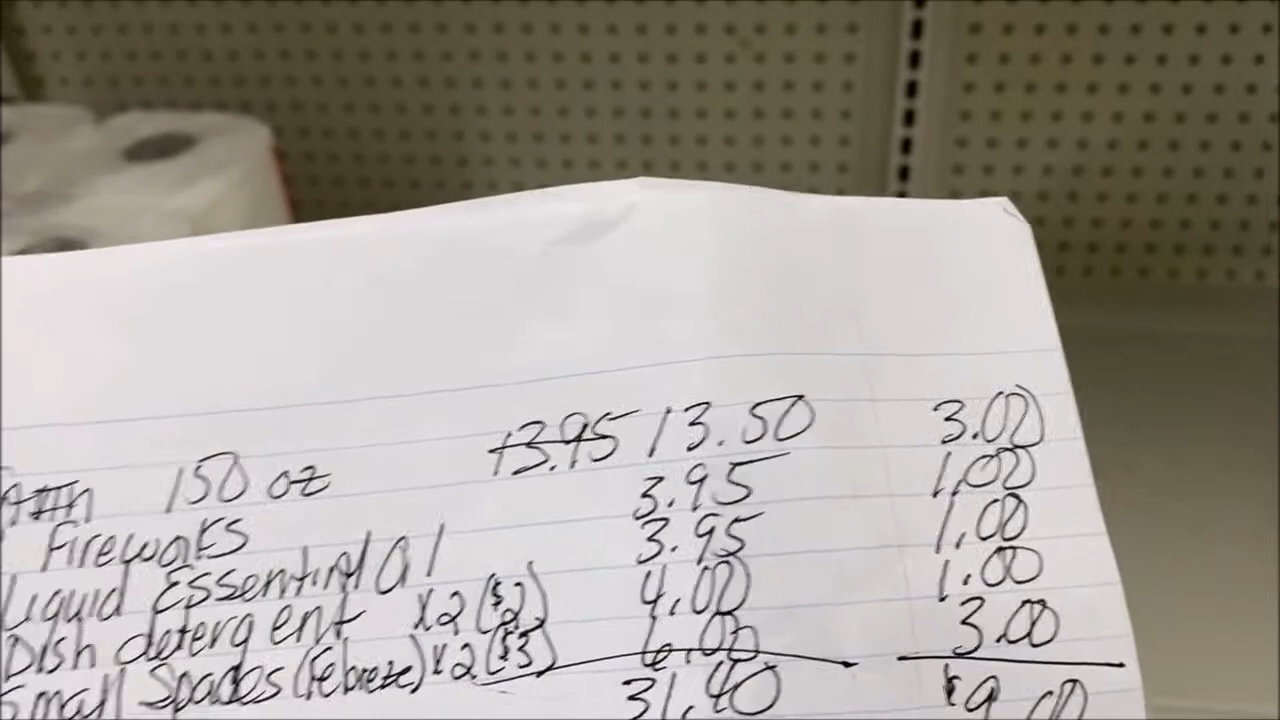 150 oz 13.95 13.50 3.00
Fireworks 3.95 1.00
Liquid Essential 3.95 1.00
Dish detergent x2 ($2) 4.00 1.00
Small Spaces (Febreze) x2 ($3) 6.00 3.00
31.40 $9.00